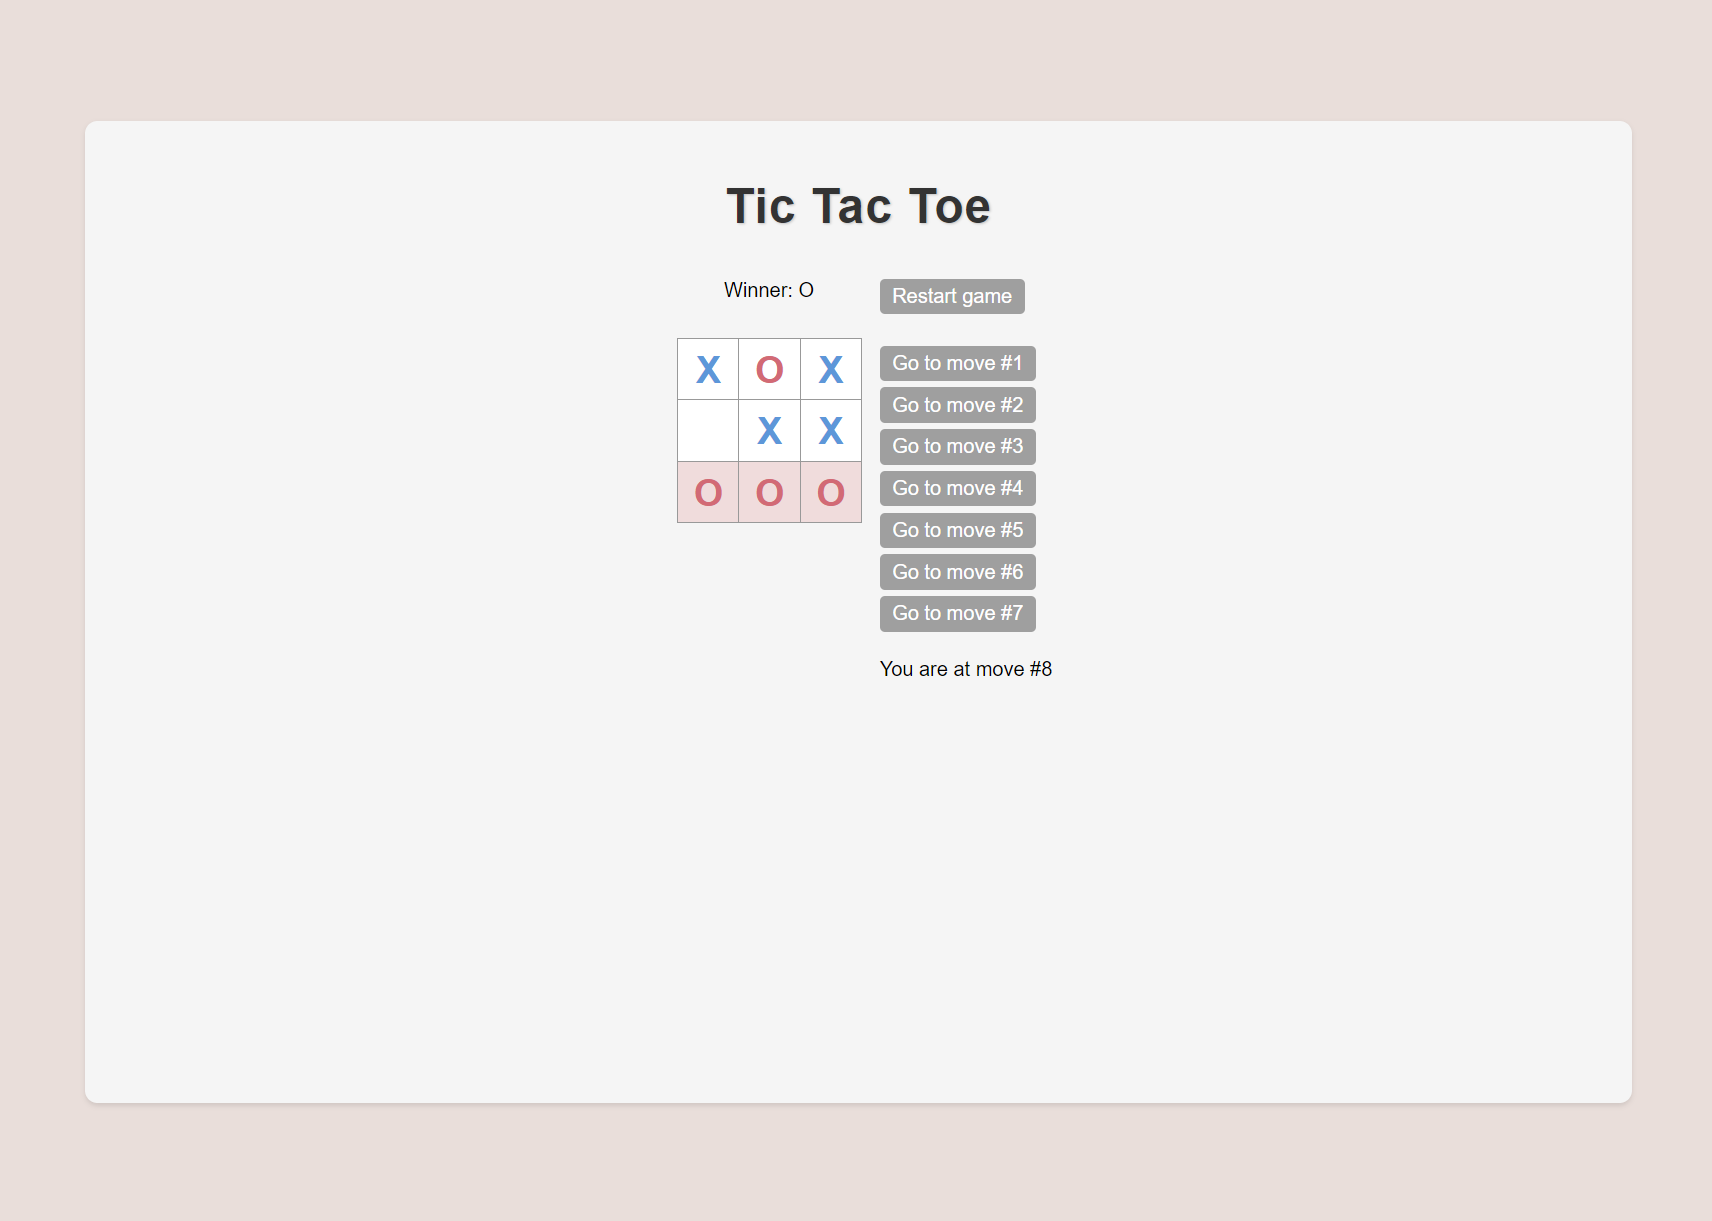 Tic Tac Toe
Winner: O
X O X
X X
O O O
Restart game
Go to move #1
Go to move #2
Go to move #3
Go to move #4
Go to move #5
Go to move #6
Go to move #7
You are at move #8